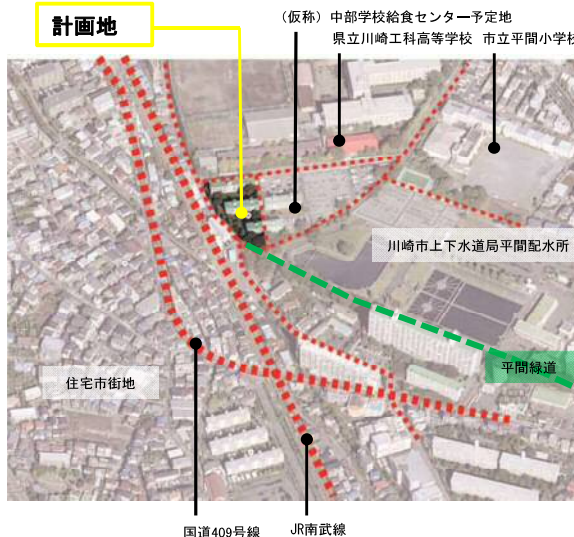 計画地
（仮称）中部学校給食センター予定地
県立川崎工科高等学校 市立平間小学校
川崎市上下水道局平間配水所
平間緑道
住宅市街地
国道409号線
JR南武線